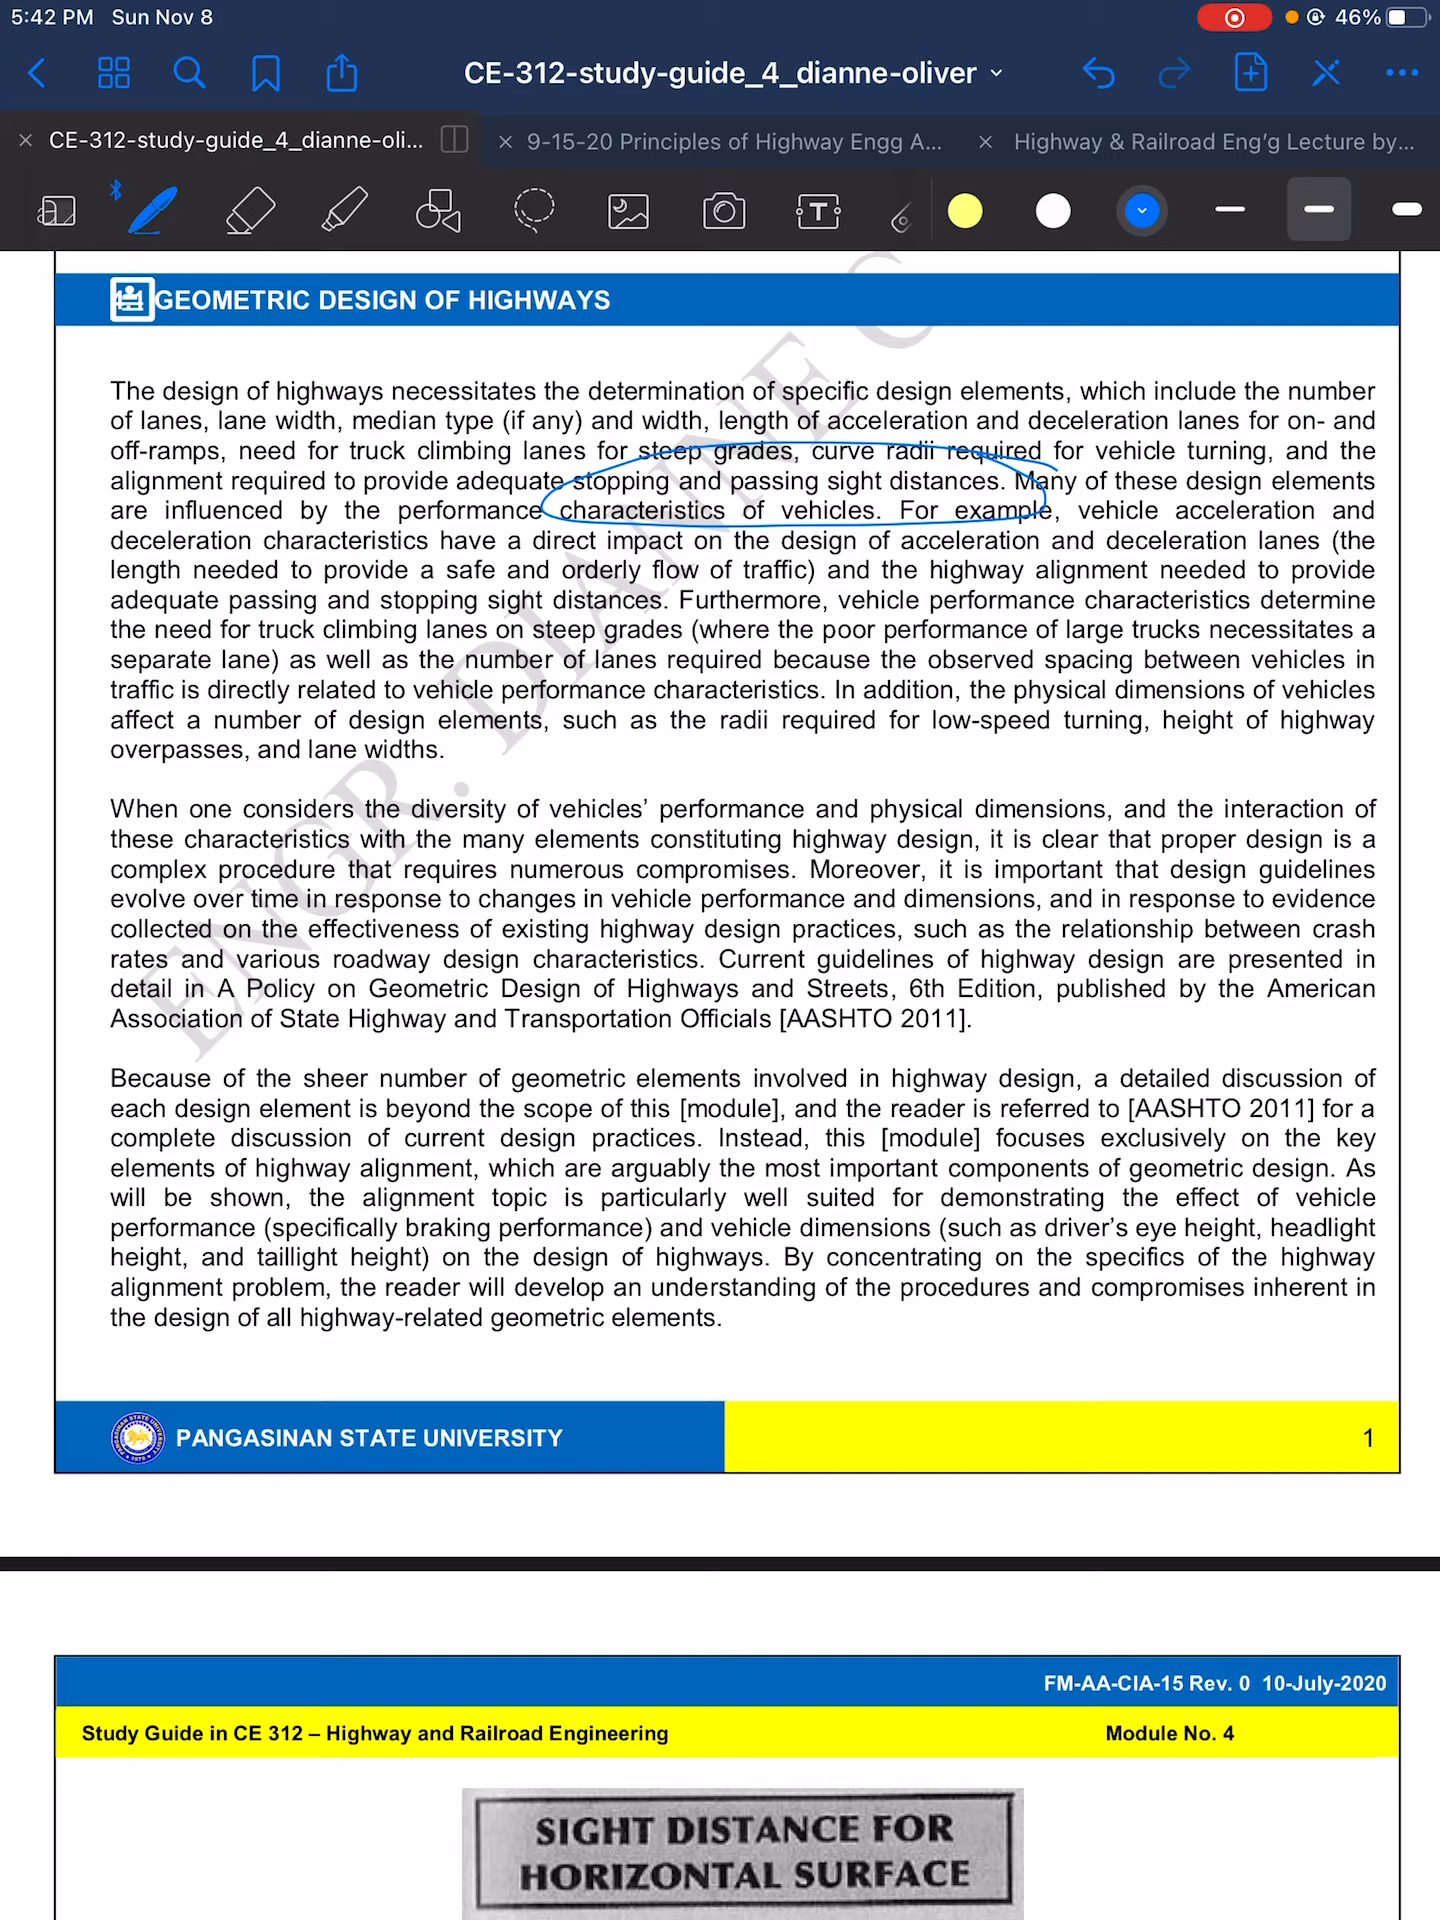 5:42 PM Sun Nov 8
46%
CE-312-study-guide_4_dianne-oliver
CE-312-study-guide_4_dianne-oli...
9-15-20 Principles of Highway Engg A...
Highway & Railroad Eng'g Lecture by...
T
GEOMETRIC DESIGN OF HIGHWAYS
The design of highways necessitates the determination of specific design elements, which include the number
of lanes, lane width, median type (if any) and width, length of acceleration and deceleration lanes for on- and
off-ramps, need for truck climbing lanes for steep grades, curve radii required for vehicle turning, and the
alignment required to provide adequate stopping and passing sight distances. Many of these design elements
are influenced by the performance characteristics of vehicles. For example, vehicle acceleration and
deceleration characteristics have a direct impact on the design of acceleration and deceleration lanes (the
length needed to provide a safe and orderly flow of traffic) and the highway alignment needed to provide
adequate passing and stopping sight distances. Furthermore, vehicle performance characteristics determine
the need for truck climbing lanes on steep grades (where the poor performance of large trucks necessitates a
separate lane) as well as the number of lanes required because the observed spacing between vehicles in
traffic is directly related to vehicle performance characteristics. In addition, the physical dimensions of vehicles
affect a number of design elements, such as the radii required for low-speed turning, height of highway
overpasses, and lane widths.
When one considers the diversity of vehicles' performance and physical dimensions, and the interaction of
these characteristics with the many elements constituting highway design, it is clear that proper design is a
complex procedure that requires numerous compromises. Moreover, it is important that design guidelines
evolve over time in response to changes in vehicle performance and dimensions, and in response to evidence
collected on the effectiveness of existing highway design practices, such as the relationship between crash
rates and various roadway design characteristics. Current guidelines of highway design are presented in
detail in A Policy on Geometric Design of Highways and Streets, 6th Edition, published by the American
Association of State Highway and Transportation Officials [AASHTO 2011].
Because of the sheer number of geometric elements involved in highway design, a detailed discussion of
each design element is beyond the scope of this [module], and the reader is referred to [AASHTO 2011] for a
complete discussion of current design practices. Instead, this [module] focuses exclusively on the key
elements of highway alignment, which are arguably the most important components of geometric design. As
will be shown, the alignment topic is particularly well suited for demonstrating the effect of vehicle
performance (specifically braking performance) and vehicle dimensions (such as driver's eye height, headlight
height, and taillight height) on the design of highways. By concentrating on the specifics of the highway
alignment problem, the reader will develop an understanding of the procedures and compromises inherent in
the design of all highway-related geometric elements.
ENGR. DIANNE C
PANGASINAN STATE UNIVERSITY
1
FM-AA-CIA-15 Rev. 0 10-July-2020
Study Guide in CE 312 – Highway and Railroad Engineering Module No. 4
SIGHT DISTANCE FOR
HORIZONTAL SURFACE